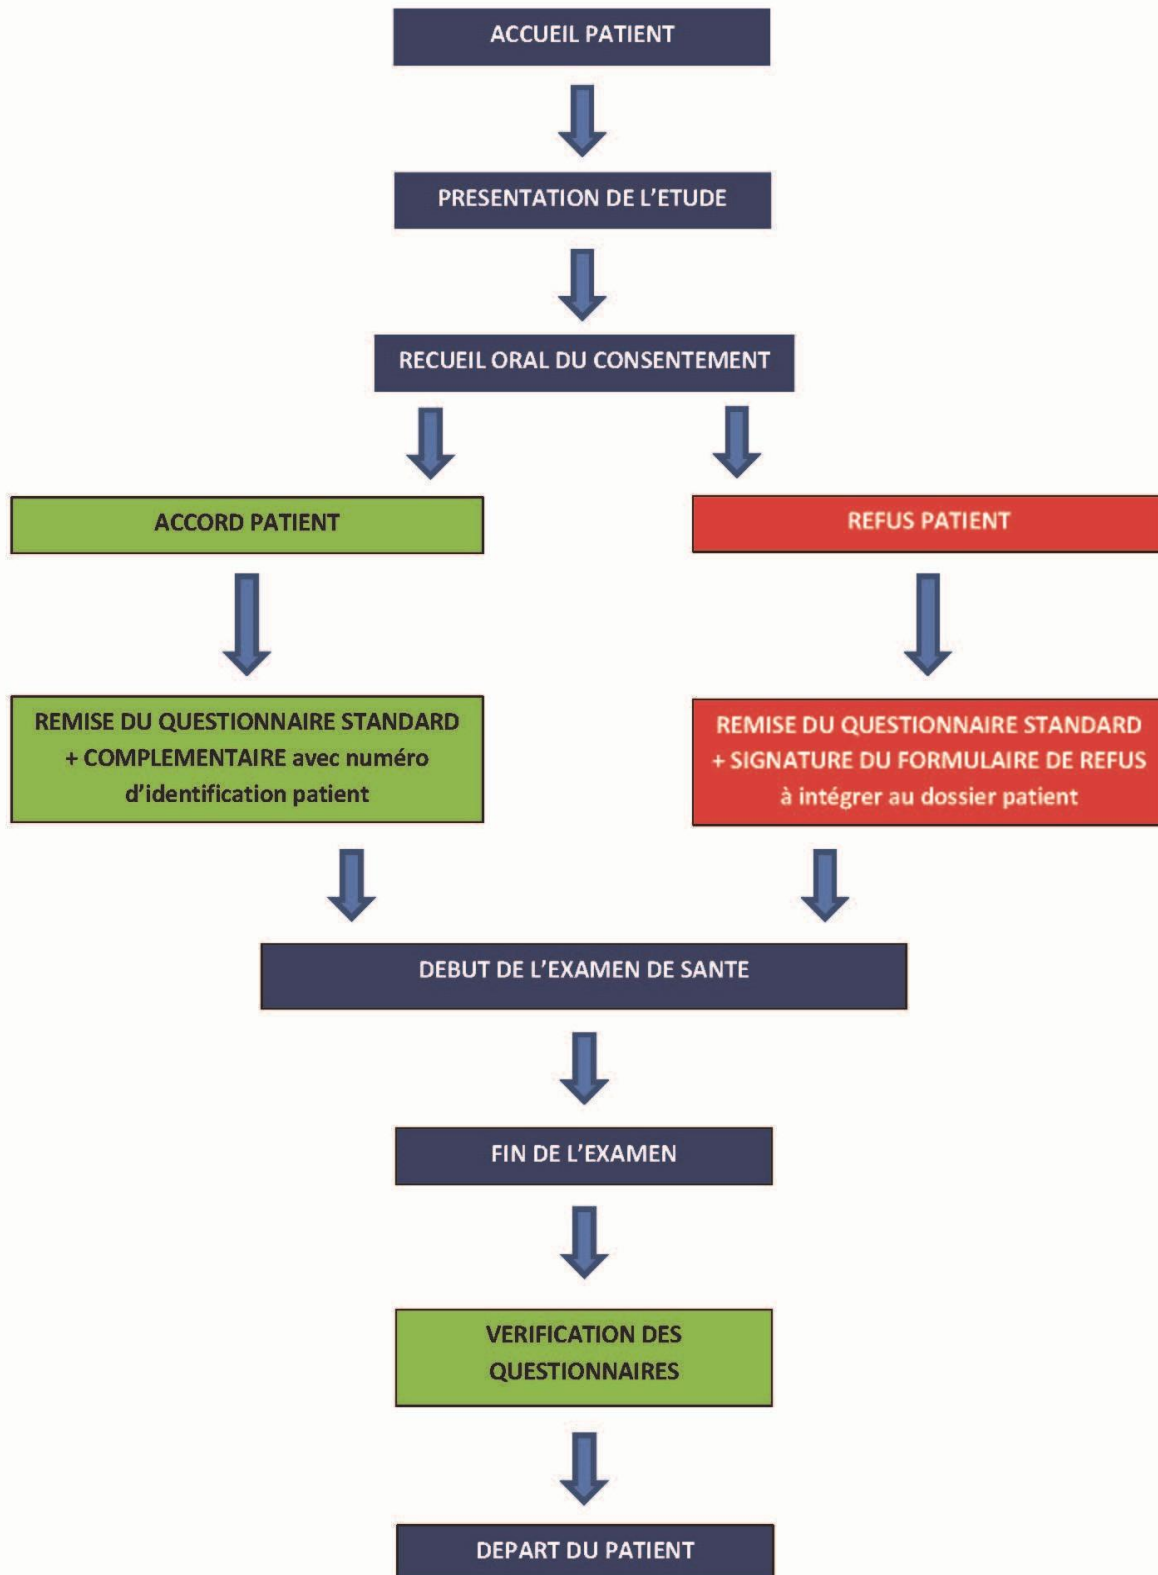 ACCUEIL PATIENT
PRESENTATION DE L'ETUDE
RECUEIL ORAL DU CONSENTEMENT
ACCORD PATIENT
REFUS PATIENT
REMISE DU QUESTIONNAIRE STANDARD
+ COMPLEMENTAIRE avec numéro
d'identification patient
REMISE DU QUESTIONNAIRE STANDARD
+ SIGNATURE DU FORMULAIRE DE REFUS
à intégrer au dossier patient
DEBUT DE L'EXAMEN DE SANTE
FIN DE L'EXAMEN
VERIFICATION DES
QUESTIONNAIRES
DEPART DU PATIENT